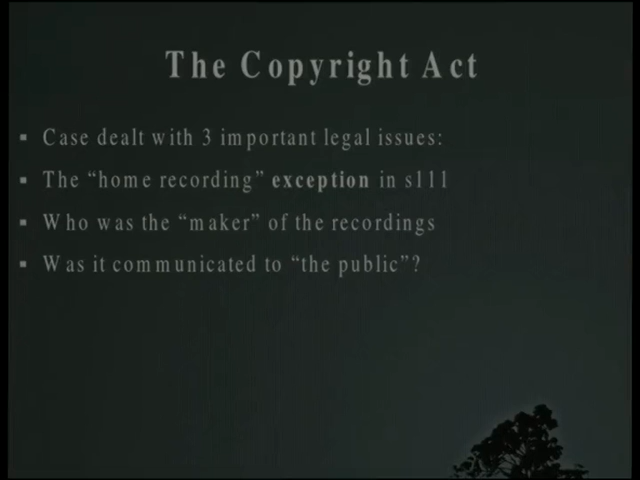 The Copyright Act
▪ Case dealt with 3 important legal issues:
▪ The “home recording” exception in s111
▪ Who was the “maker” of the recordings
▪ Was it communicated to “the public”?